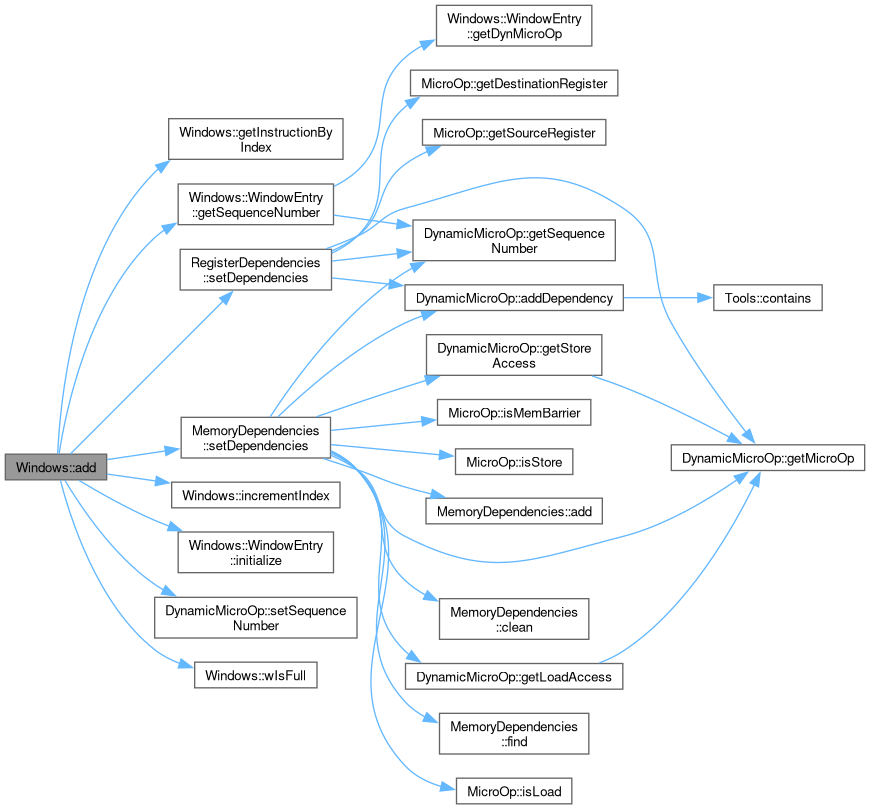 Windows::WindowEntry
::getDynMicroOp
MicroOp::getDestinationRegister
Windows::getInstructionBy
Index
MicroOp::getSourceRegister
Windows::WindowEntry
::getSequenceNumber
DynamicMicroOp::getSequence
Number
RegisterDependencies
::setDependencies
DynamicMicroOp::addDependency
Tools::contains
DynamicMicroOp::getStore
Access
MemoryDependencies
::setDependencies
MicroOp::isMemBarrier
Windows::add
MicroOp::isStore
DynamicMicroOp::getMicroOp
Windows::incrementIndex
MemoryDependencies::add
Windows::WindowEntry
::initialize
DynamicMicroOp::setSequence
Number
MemoryDependencies
::clean
Windows::wIsFull
DynamicMicroOp::getLoadAccess
MemoryDependencies
::find
MicroOp::isLoad